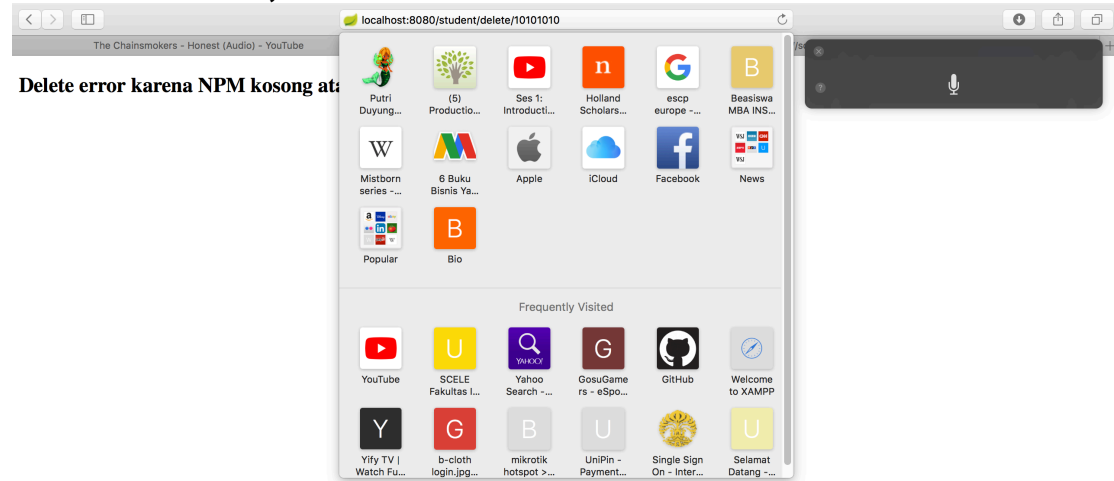 localhost:8080/student/delete/10101010
The Chainsmokers - Honest (Audio) - YouTube
Delete error karena NPM kosong
Putri Duyung... (5) Productio... Ses 1: Introducti... Holland Scholars... escp europe -... Beasiswa MBA INS...
Mistborn series -... 6 Buku Bisnis Ya... Apple iCloud Facebook News
Popular Bio
Frequently Visited
YouTube SCELE Fakultas I... Yahoo Search -... GosuGame rs - eSpo... GitHub Welcome to XAMPP
Yify TV | Watch Fu... b-cloth login.jpg... mikrotik hotspot >... UniPin - Payment... Single Sign On - Inter... Selamat Datang -...